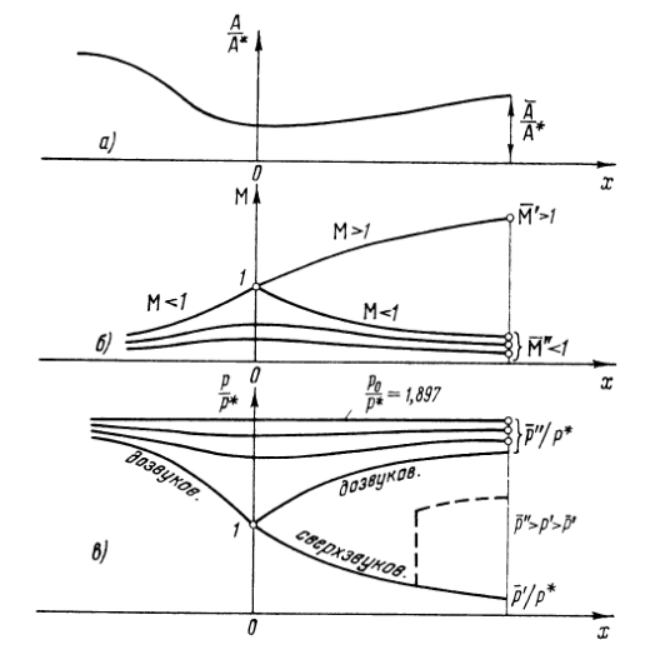 A/A*
Ā/A*
а)
0
x
M
M̄'>1
M>1
1
M<1
M<1
M̄"<1
б)
0
x
p/p*
p₀/p* = 1,897
p̄"/p*
дозвуков.
дозвуков.
1
p̄">p'>p̄'
сверхзвуков.
в)
p̄'/p*
0
x